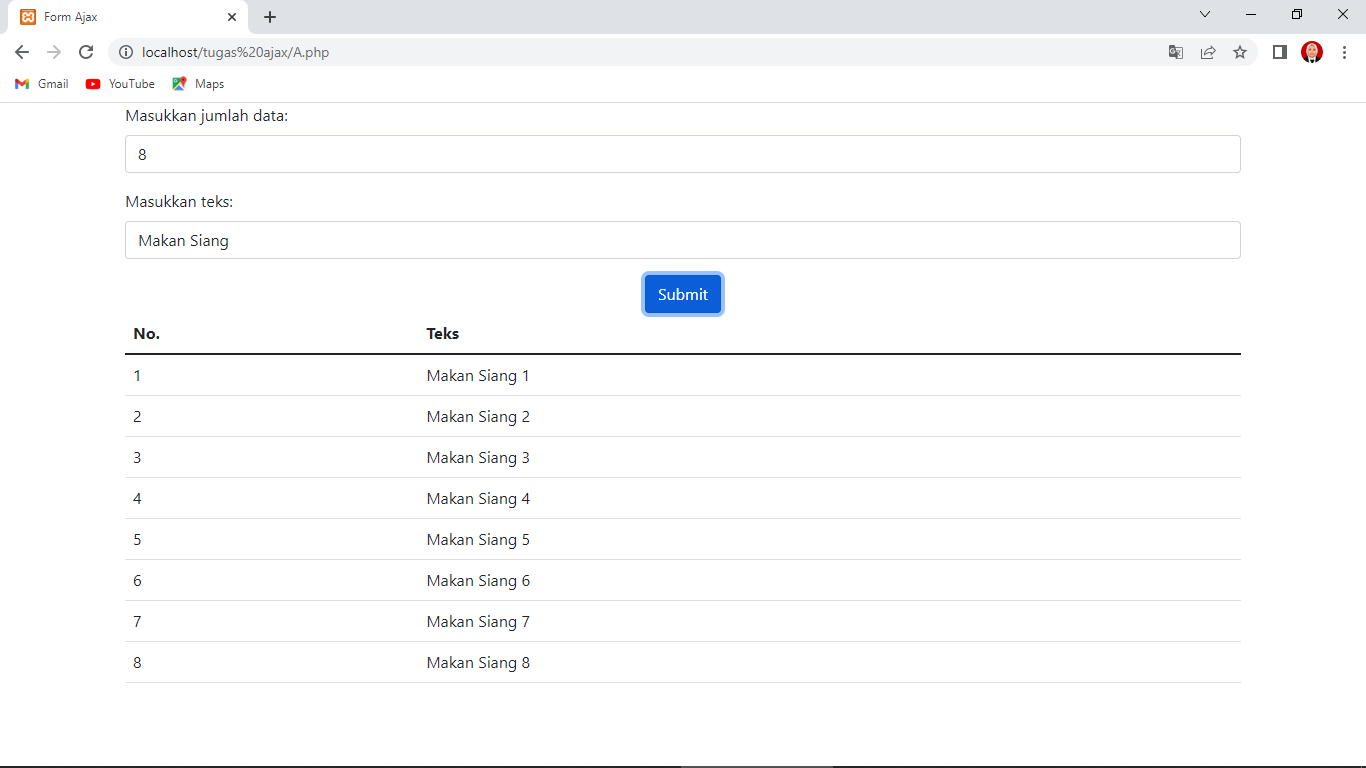 Form Ajax
localhost/tugas%20ajax/A.php
Gmail YouTube Maps
Masukkan jumlah data:
8
Masukkan teks:
Makan Siang
Submit
No. Teks
1 Makan Siang 1
2 Makan Siang 2
3 Makan Siang 3
4 Makan Siang 4
5 Makan Siang 5
6 Makan Siang 6
7 Makan Siang 7
8 Makan Siang 8